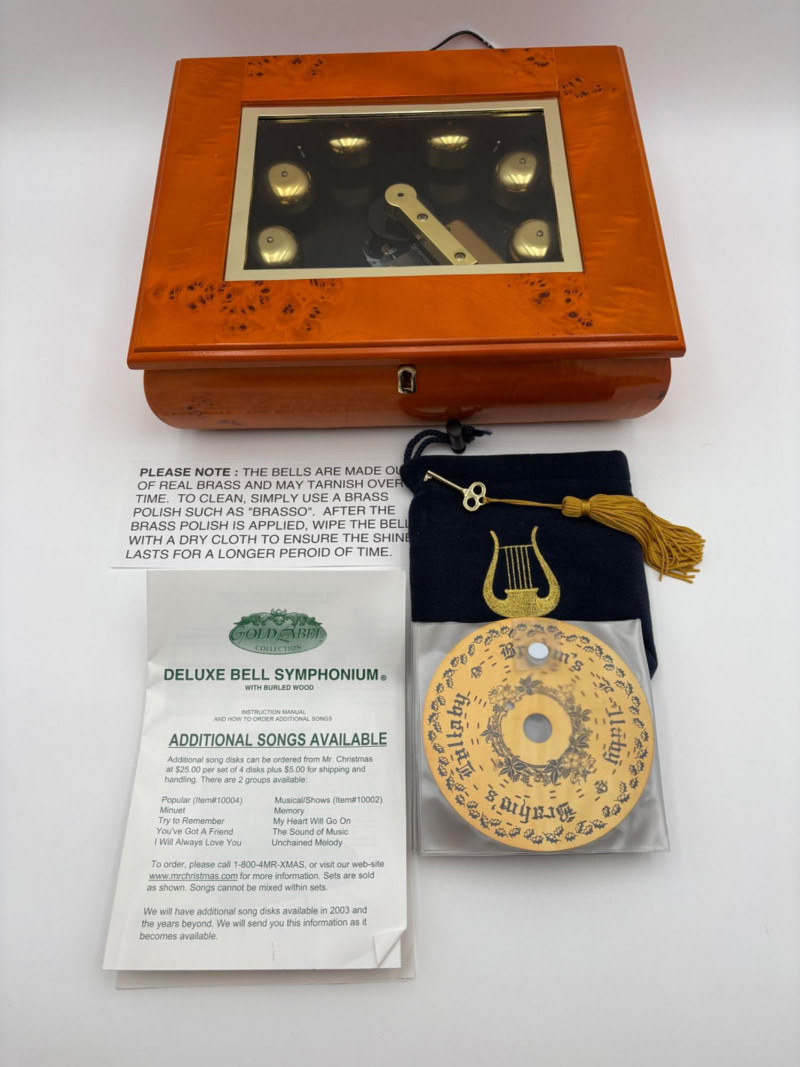 PLEASE NOTE : THE BELLS ARE MADE OU
OF REAL BRASS AND MAY TARNISH OVER
TIME. TO CLEAN, SIMPLY USE A BRASS
POLISH SUCH AS "BRASSO". AFTER THE
BRASS POLISH IS APPLIED, WIPE THE BELL
WITH A DRY CLOTH TO ENSURE THE SHINE
LASTS FOR A LONGER PEROID OF TIME.
GOLD LABEL
COLLECTION
DELUXE BELL SYMPHONIUM®
WITH BURLED WOOD
INSTRUCTION MANUAL
AND HOW TO ORDER ADDITIONAL SONGS
ADDITIONAL SONGS AVAILABLE
Additional song disks can be ordered from Mr. Christmas
at $25.00 per set of 4 disks plus $5.00 for shipping and
handling. There are 2 groups available:
Popular (Item#10004) Musical/Shows (Item#10002)
Minuet Memory
Try to Remember My Heart Will Go On
You've Got A Friend The Sound of Music
I Will Always Love You Unchained Melody
To order, please call 1-800-4MR-XMAS, or visit our web-site
www.mrchristmas.com for more information. Sets are sold
as shown. Songs cannot be mixed within sets.
We will have additional song disks available in 2003 and
the years beyond. We will send you this information as it
becomes available.
Lullaby
Brahm's